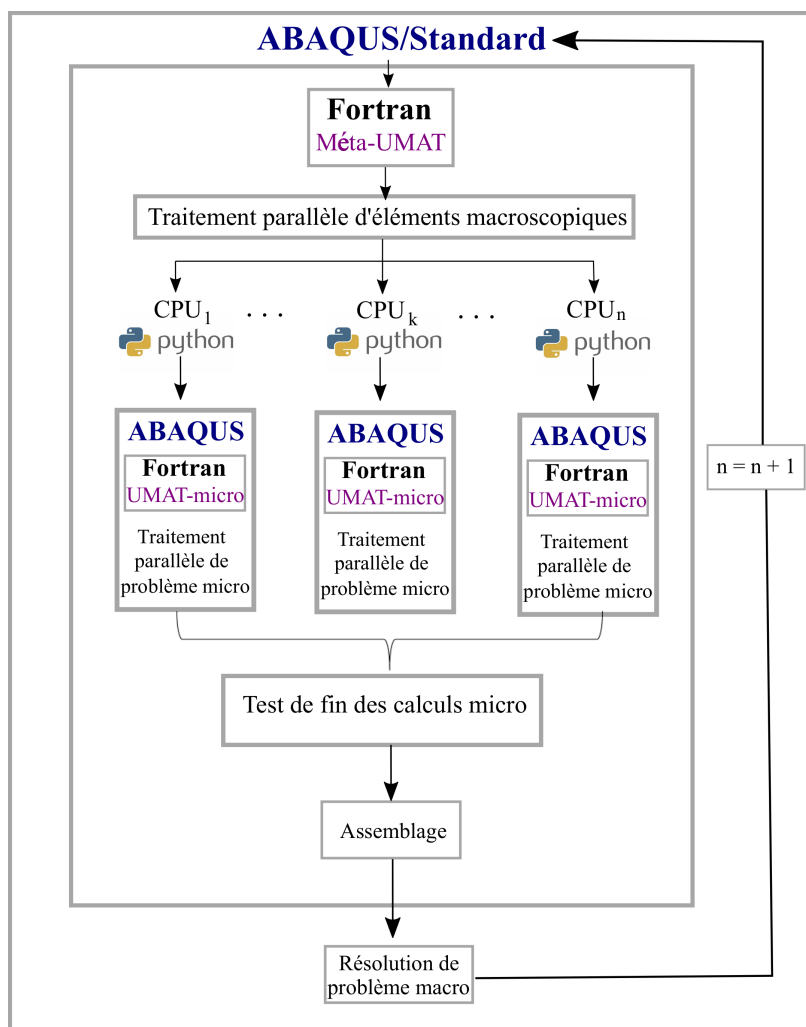 ABAQUS/Standard
Fortran
Méta-UMAT
Traitement parallèle d'éléments macroscopiques
CPU1 . . . CPUk . . . CPUn
python python python
ABAQUS ABAQUS ABAQUS
Fortran Fortran Fortran
UMAT-micro UMAT-micro UMAT-micro
Traitement Traitement Traitement
parallèle de parallèle de parallèle de
problème micro problème micro problème micro
n = n + 1
Test de fin des calculs micro
Assemblage
Résolution de
problème macro